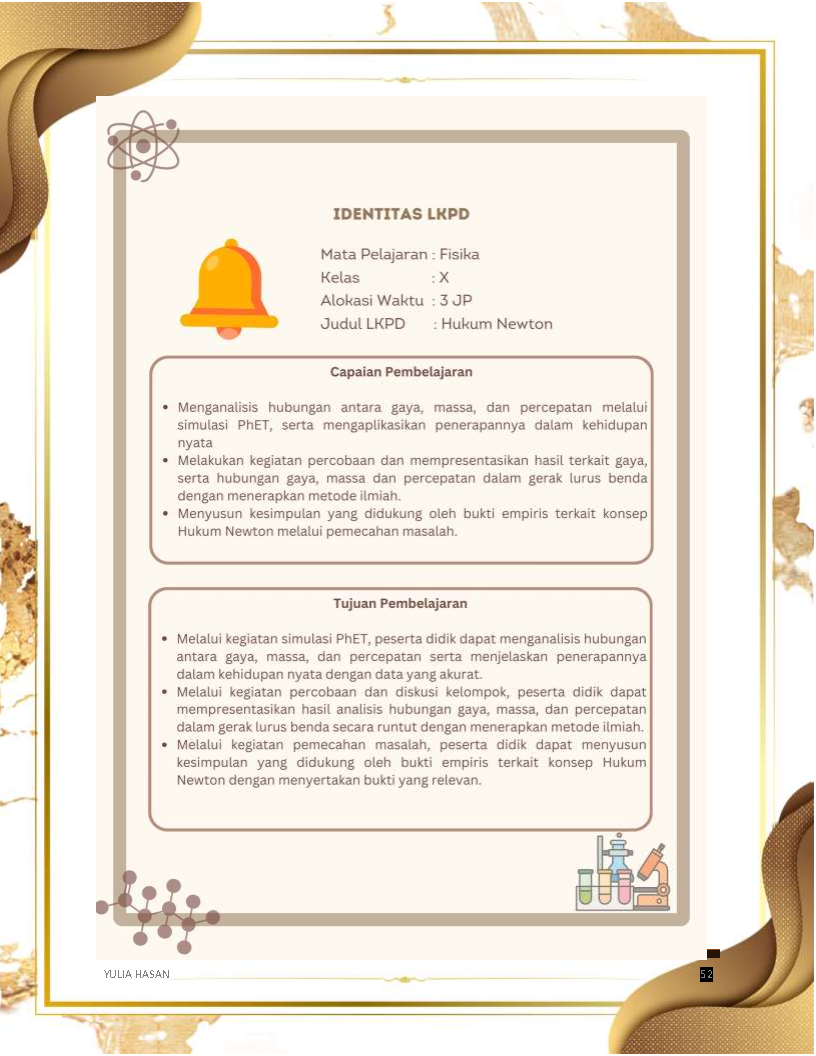 IDENTITAS LKPD
Mata Pelajaran : Fisika
Kelas : X
Alokasi Waktu : 3 JP
Judul LKPD : Hukum Newton
Capaian Pembelajaran
• Menganalisis hubungan antara gaya, massa, dan percepatan melalui
simulasi PhET, serta mengaplikasikan penerapannya dalam kehidupan
nyata
• Melakukan kegiatan percobaan dan mempresentasikan hasil terkait gaya,
serta hubungan gaya, massa dan percepatan dalam gerak lurus benda
dengan menerapkan metode ilmiah.
• Menyusun kesimpulan yang didukung oleh bukti empiris terkait konsep
Hukum Newton melalui pemecahan masalah.
Tujuan Pembelajaran
• Melalui kegiatan simulasi PhET, peserta didik dapat menganalisis hubungan
antara gaya, massa, dan percepatan serta menjelaskan penerapannya
dalam kehidupan nyata dengan data yang akurat.
• Melalui kegiatan percobaan dan diskusi kelompok, peserta didik dapat
mempresentasikan hasil analisis hubungan gaya, massa, dan percepatan
dalam gerak lurus benda secara runtut dengan menerapkan metode ilmiah.
• Melalui kegiatan pemecahan masalah, peserta didik dapat menyusun
kesimpulan yang didukung oleh bukti empiris terkait konsep Hukum
Newton dengan menyertakan bukti yang relevan.
YULIA HASAN
52